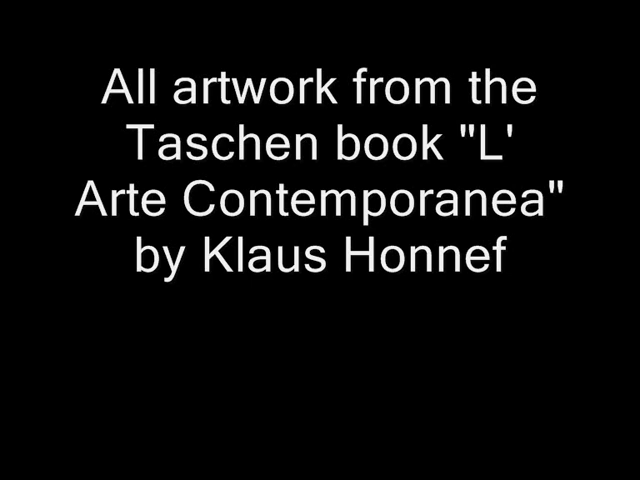 All artwork from the
Taschen book "L'
Arte Contemporanea"
by Klaus Honnef